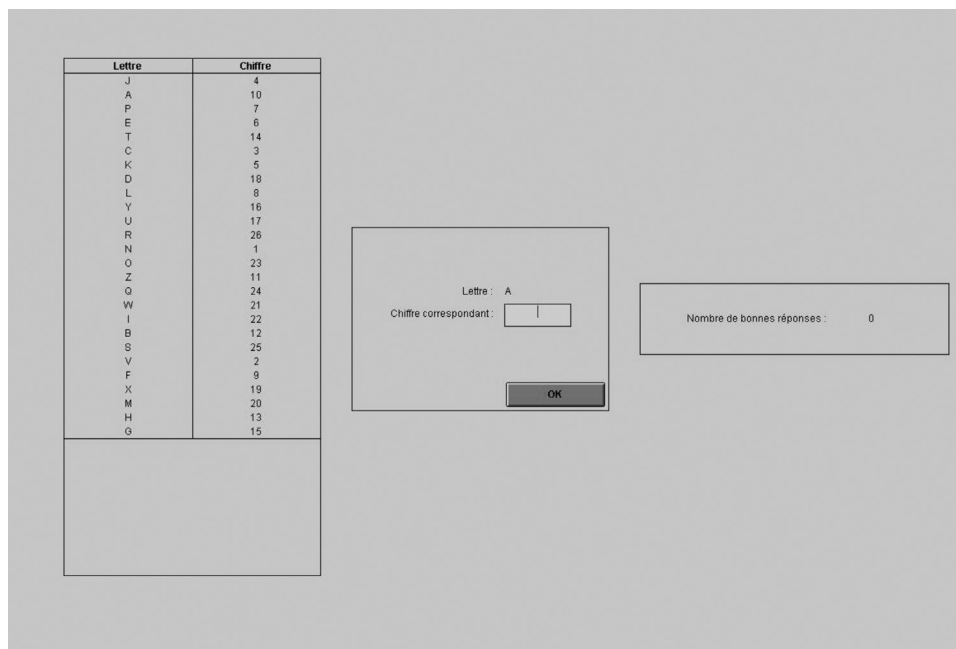 Lettre Chiffre
J 4
A 10
P 7
E 6
T 14
C 3
K 5
D 18
L 8
Y 16
U 17
R 26
N 1
O 23
Z 11
Q 24
W 21
I 22
B 12
S 25
V 2
F 9
X 19
M 20
H 13
G 15
Lettre : A
Chiffre correspondant :
OK
Nombre de bonnes réponses : 0